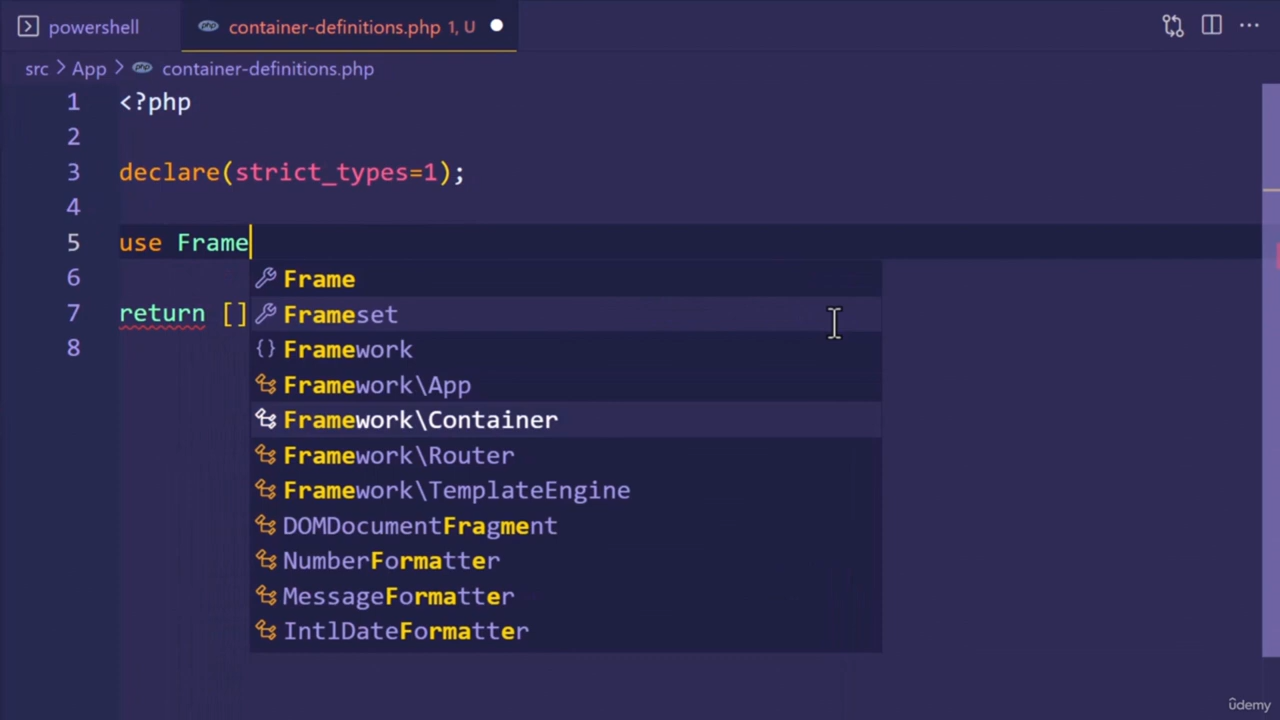 powershell
container-definitions.php 1, U
src > App > container-definitions.php
1 <?php
2
3 declare(strict_types=1);
4
5 use Frame
6
7 return []
8
Frame
Frameset
{} Framework
Framework\App
Framework\Container
Framework\Router
Framework\TemplateEngine
DOMDocumentFragment
NumberFormatter
MessageFormatter
IntlDateFormatter
ûdemy